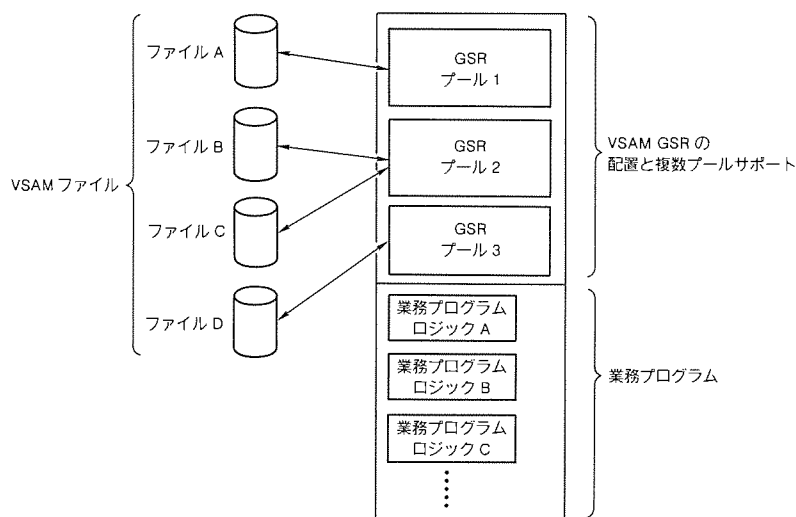 VSAM ファイル
ファイル A
ファイル B
ファイル C
ファイル D
GSR
プール 1
GSR
プール 2
GSR
プール 3
VSAM GSR の
配置と複数プールサポート
業務プログラム
ロジック A
業務プログラム
ロジック B
業務プログラム
ロジック C
業務プログラム